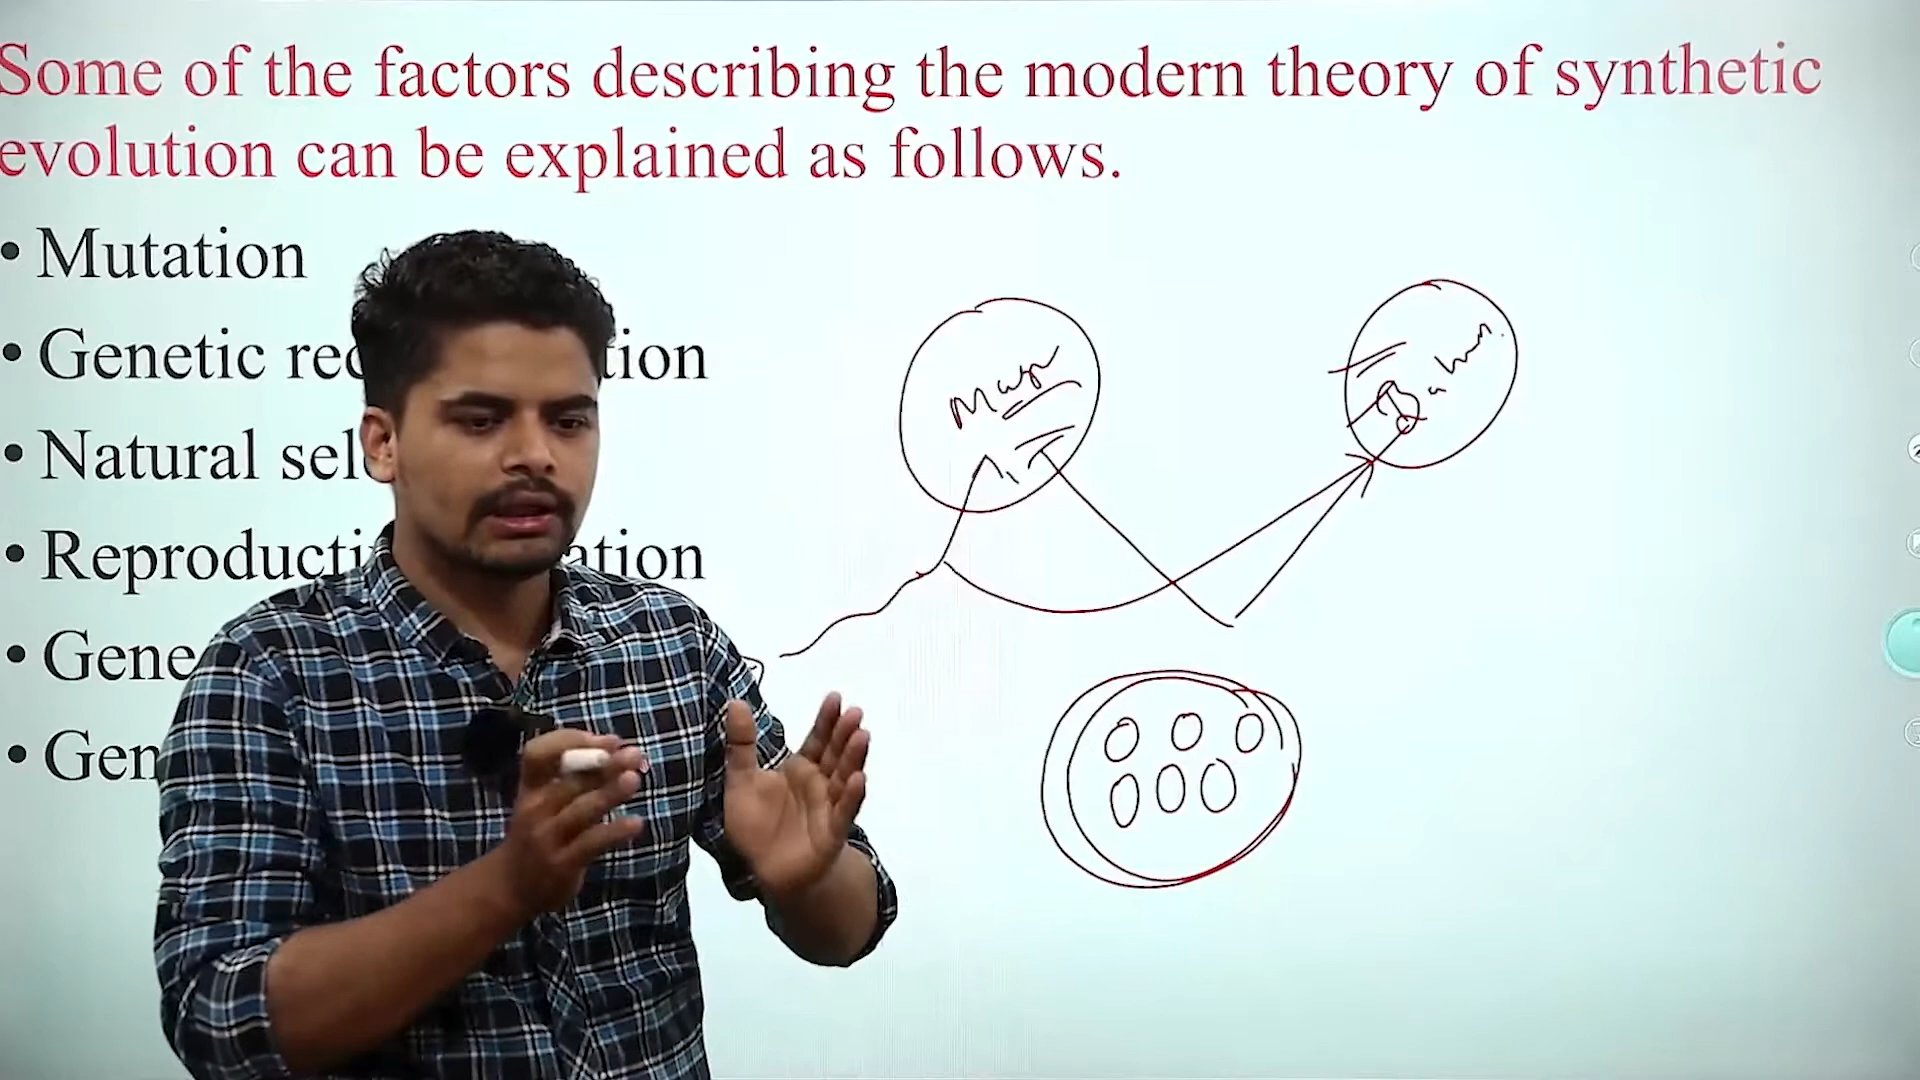 Some of the factors describing the modern theory of synthetic
evolution can be explained as follows.
• Mutation
• Genetic rec tion
• Natural sel
• Reproducti ation
• Gene
• Gen